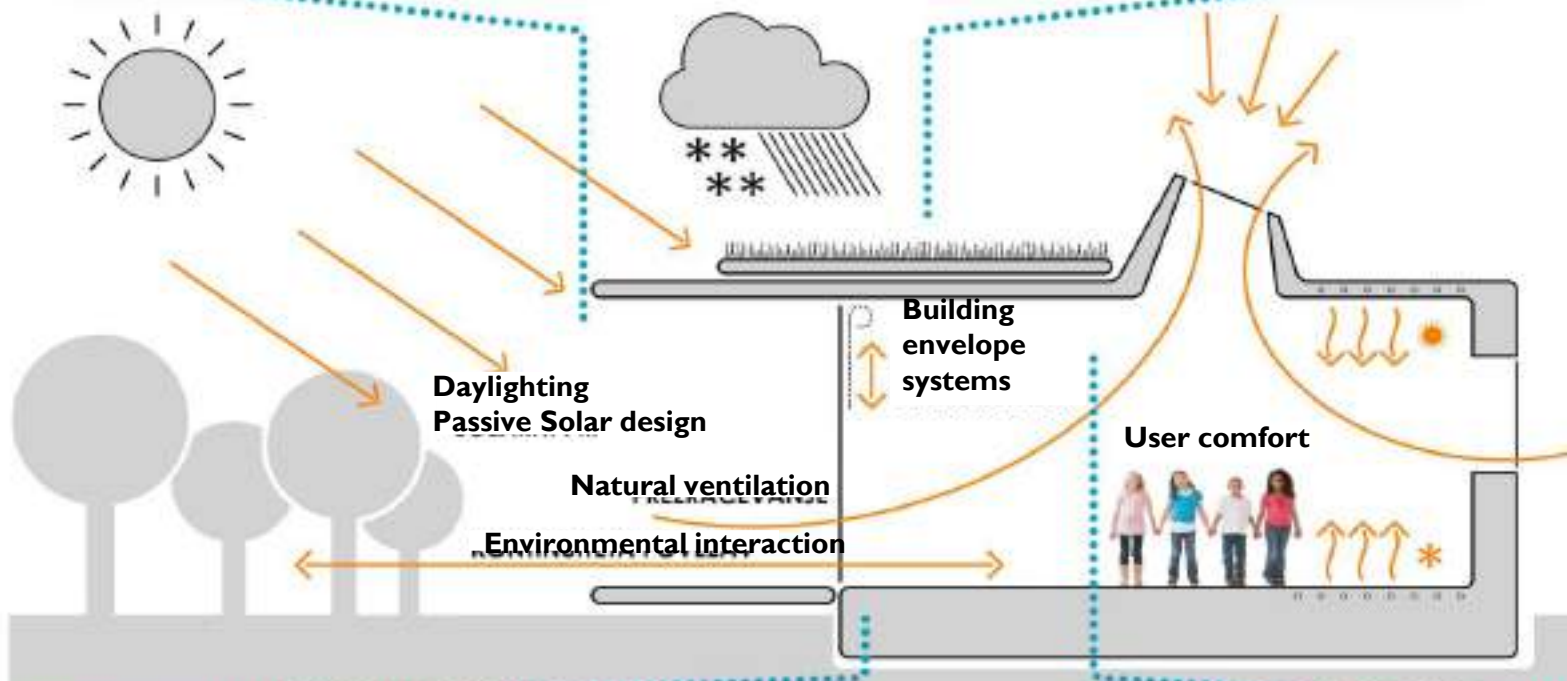 Building
envelope
systems
Daylighting
Passive Solar design
User comfort
Natural ventilation
Environmental interaction